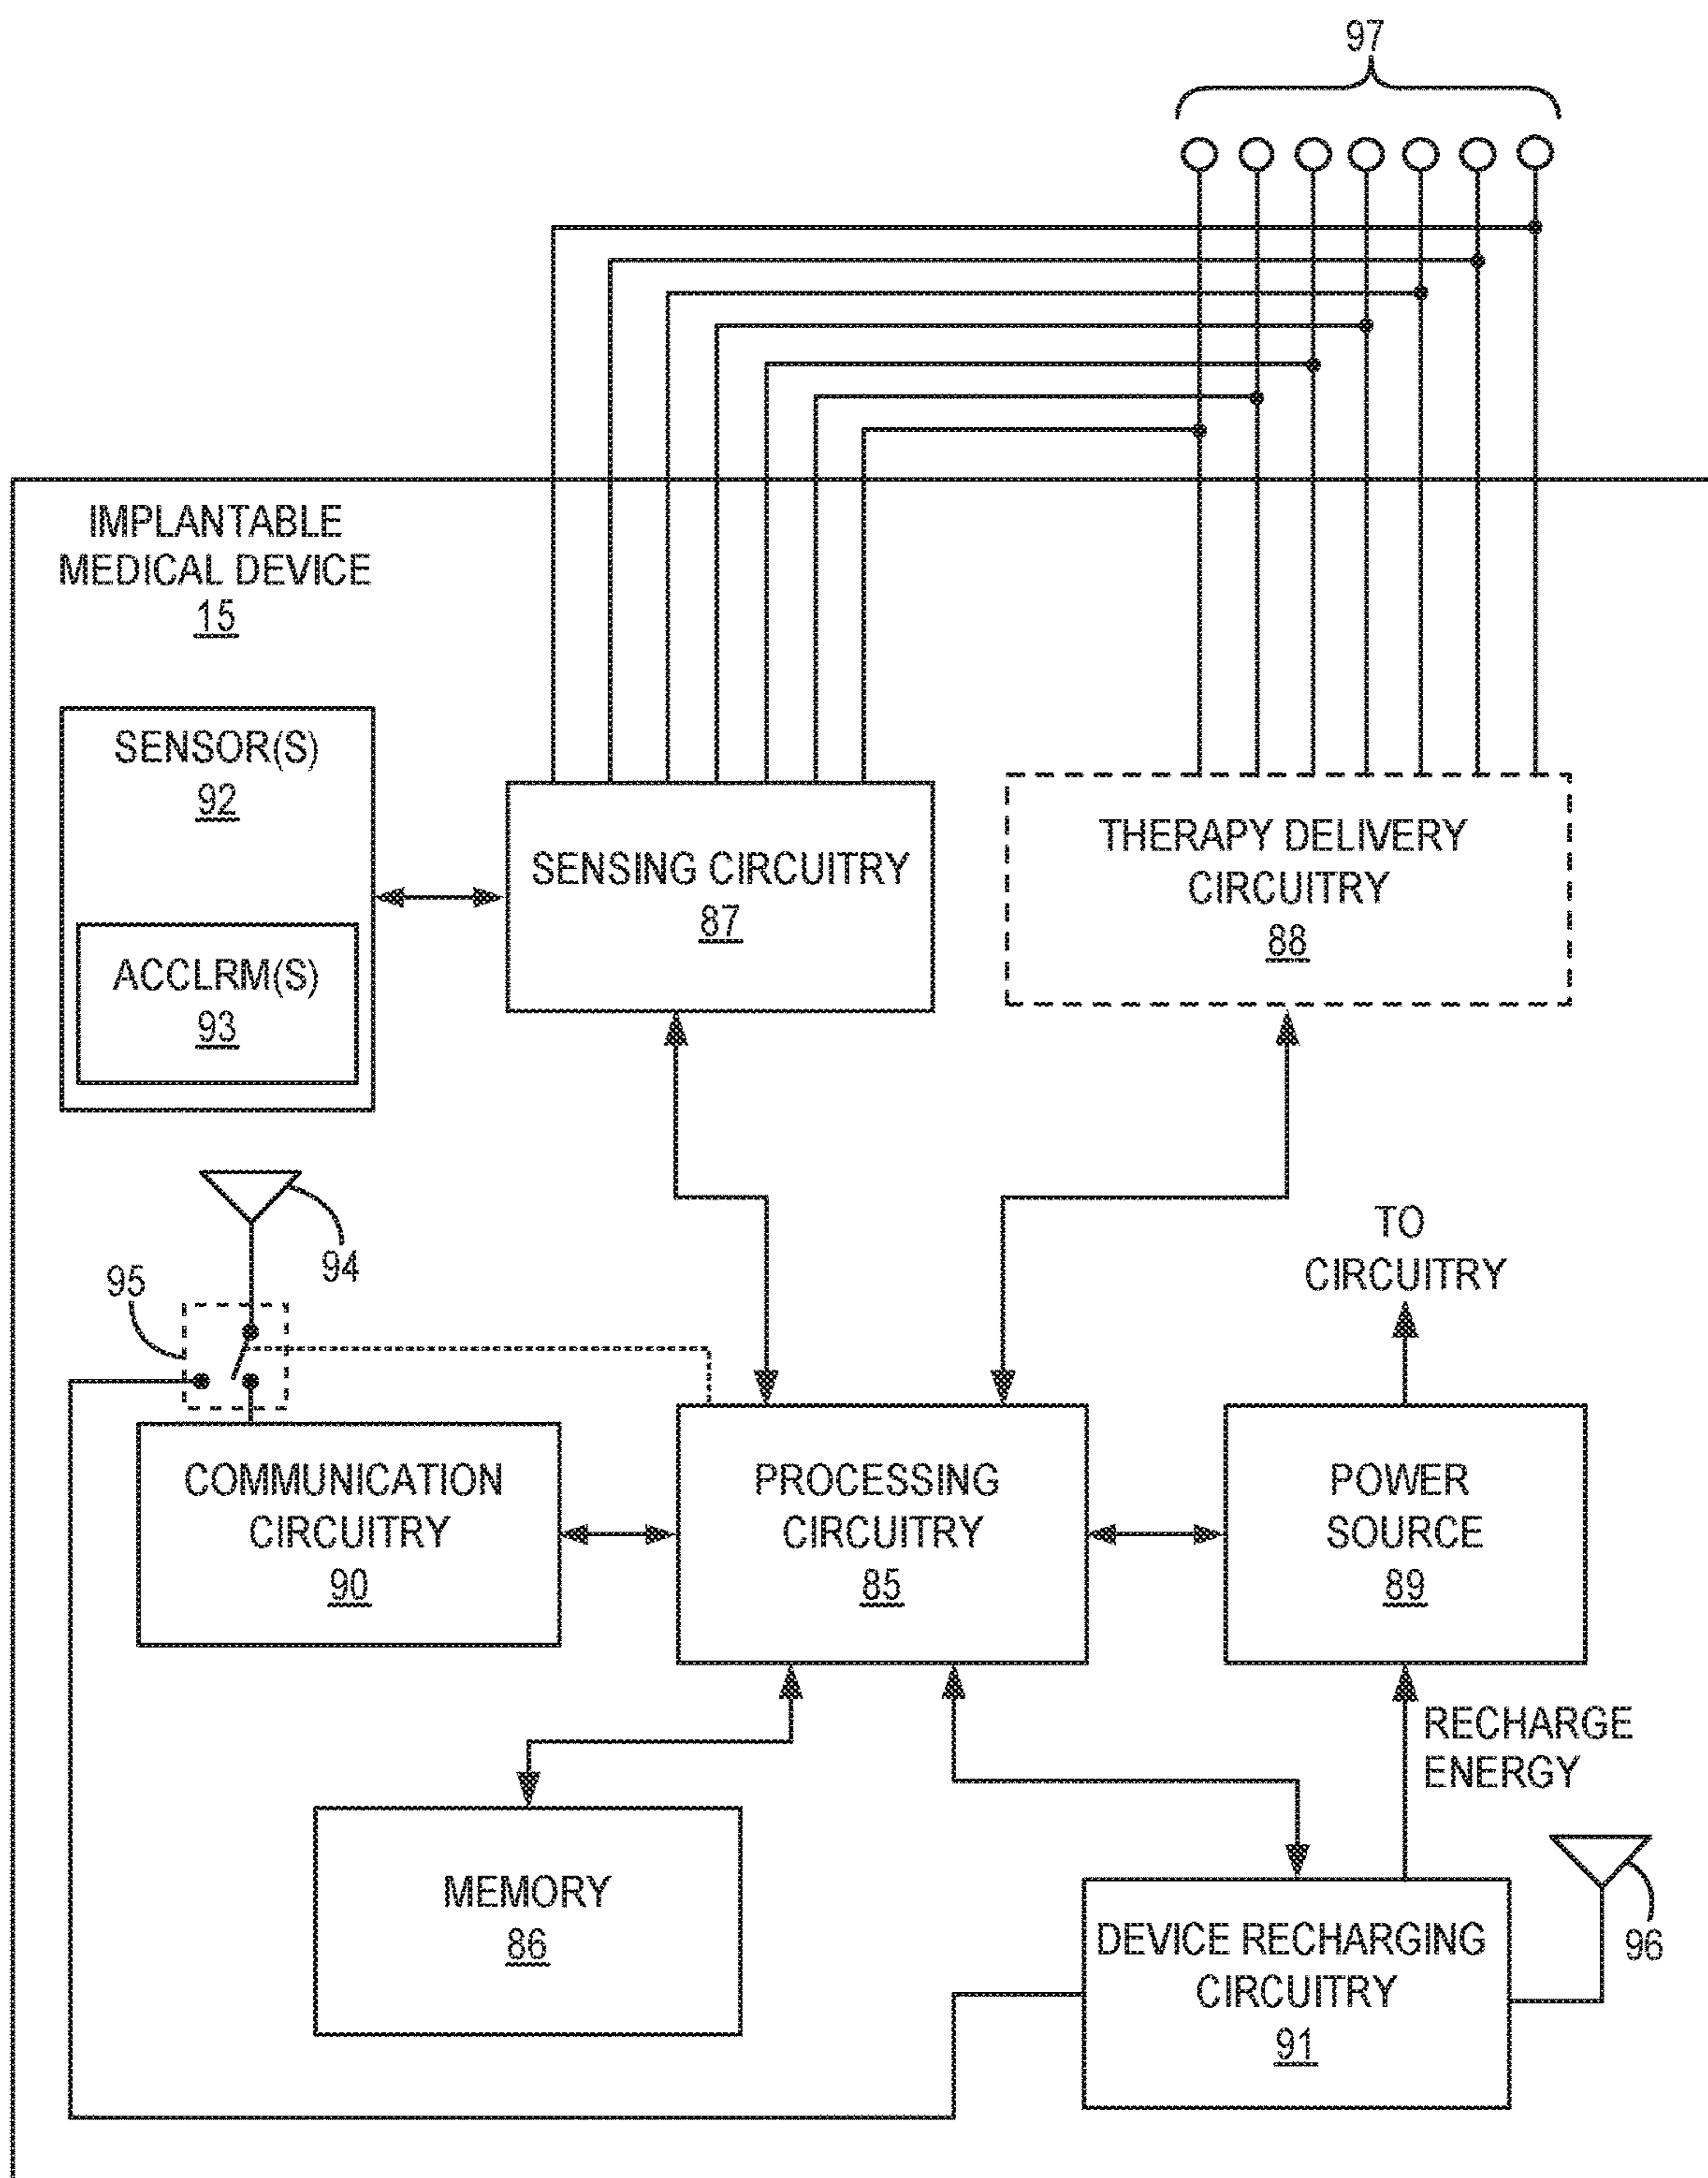 97
IMPLANTABLE
MEDICAL DEVICE
15
SENSOR(S)
92
ACCLRM(S)
93
SENSING CIRCUITRY
87
THERAPY DELIVERY
CIRCUITRY
88
94
95
TO
CIRCUITRY
COMMUNICATION
CIRCUITRY
90
PROCESSING
CIRCUITRY
85
POWER
SOURCE
89
RECHARGE
ENERGY
MEMORY
86
DEVICE RECHARGING
CIRCUITRY
91
96